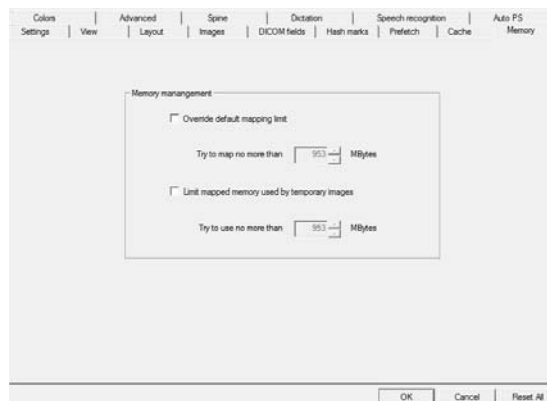 Colors Advanced Spine Dictation Speech recognition Auto PS
Settings View Layout Images DICOM fields Hash marks Prefetch Cache Memory
Memory manangement
Override default mapping limit
Try to map no more than 953 MBytes
Limit mapped memory used by temporary images
Try to use no more than 953 MBytes
OK Cancel Reset All